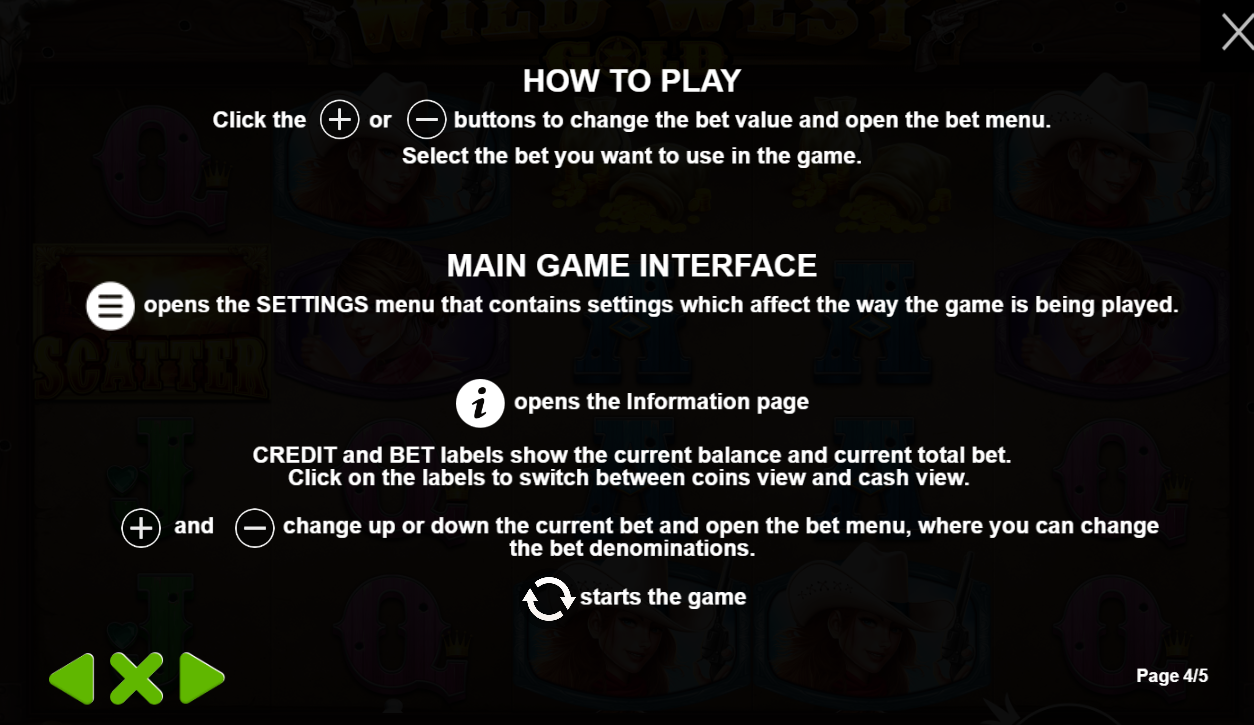 WILD WEST
GOLD
HOW TO PLAY
Click the + or − buttons to change the bet value and open the bet menu.
Select the bet you want to use in the game.
MAIN GAME INTERFACE
opens the SETTINGS menu that contains settings which affect the way the game is being played.
SCATTER
i opens the Information page
CREDIT and BET labels show the current balance and current total bet.
Click on the labels to switch between coins view and cash view.
+ and − change up or down the current bet and open the bet menu, where you can change
the bet denominations.
starts the game
Page 4/5